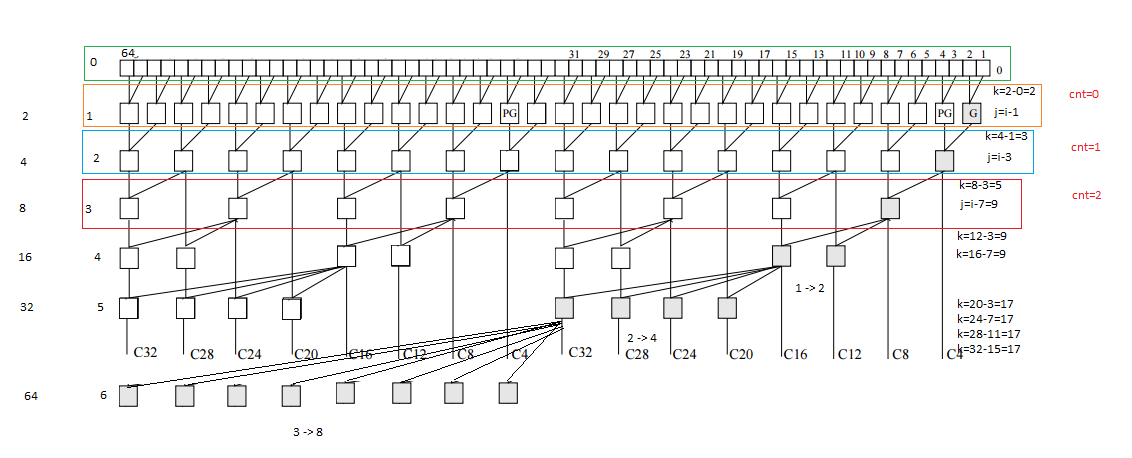 64 31 29 27 25 23 21 19 17 15 13 11 10 9 8 7 6 5 4 3 2 1
0 0
k=2-0=2 cnt=0
2 1 PG PG G j=i-1
k=4-1=3 cnt=1
4 2 j=i-3
k=8-3=5 cnt=2
8 3 j=i-7=9
k=12-3=9
16 4 k=16-7=9
1 -> 2
32 5 k=20-3=17
k=24-7=17
2 -> 4 k=28-11=17
k=32-15=17
C32 C28 C24 C20 C16 C12 C8 C4 C32 C28 C24 C20 C16 C12 C8 C4
64 6
3 -> 8